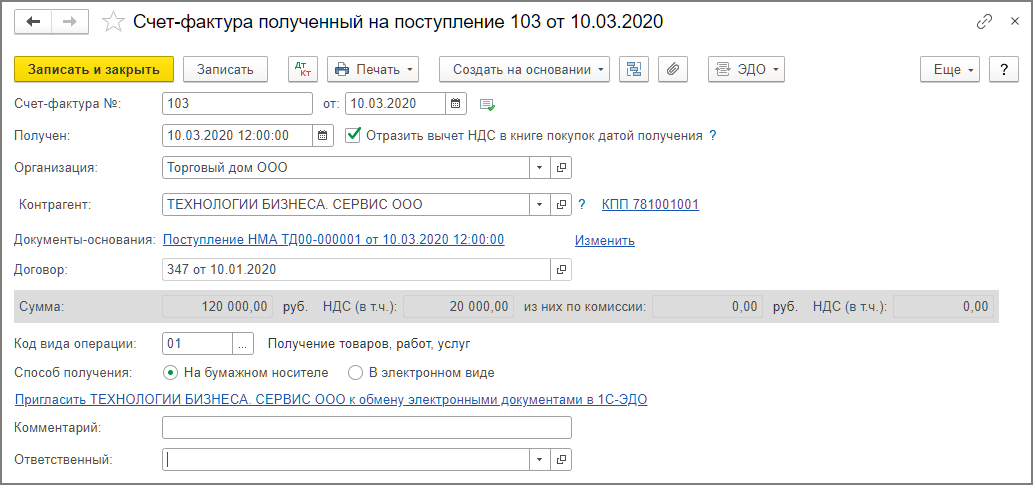 Счет-фактура полученный на поступление 103 от 10.03.2020
Записать и закрыть Записать Дт Кт Печать Создать на основании ЭДО Еще ?
Счет-фактура №: 103 от: 10.03.2020
Получен: 10.03.2020 12:00:00 Отразить вычет НДС в книге покупок датой получения ?
Организация: Торговый дом ООО
Контрагент: ТЕХНОЛОГИИ БИЗНЕСА. СЕРВИС ООО ? КПП 781001001
Документы-основания: Поступление НМА ТД00-000001 от 10.03.2020 12:00:00 Изменить
Договор: 347 от 10.01.2020
Сумма: 120 000,00 руб. НДС (в т.ч.): 20 000,00 из них по комиссии: 0,00 руб. НДС (в т.ч.): 0,00
Код вида операции: 01 ... Получение товаров, работ, услуг
Способ получения: На бумажном носителе В электронном виде
Пригласить ТЕХНОЛОГИИ БИЗНЕСА. СЕРВИС ООО к обмену электронными документами в 1С-ЭДО
Комментарий:
Ответственный: